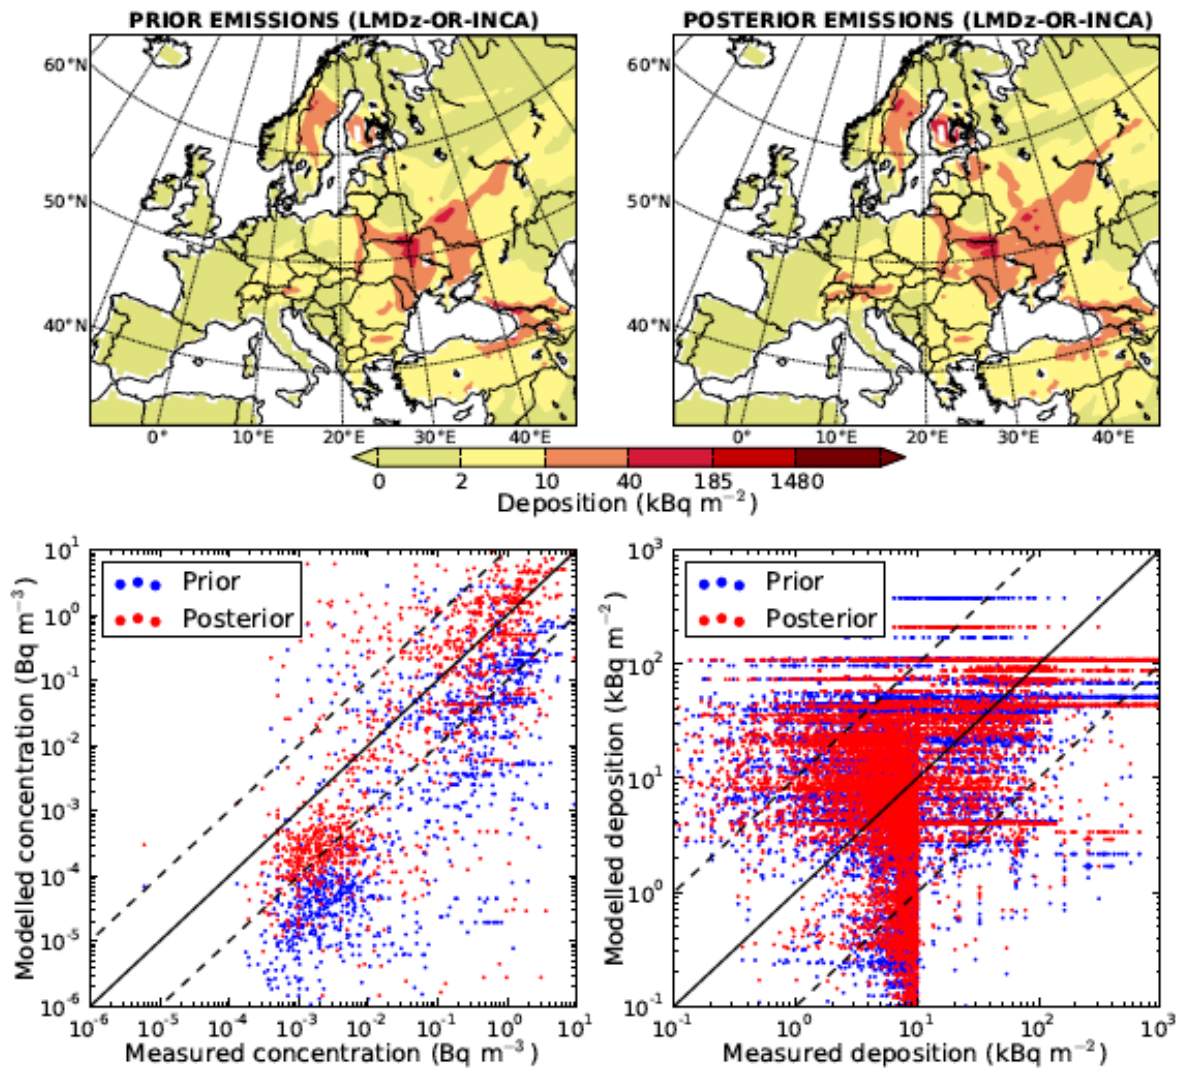 PRIOR EMISSIONS (LMDz-OR-INCA)
POSTERIOR EMISSIONS (LMDz-OR-INCA)
60°N
50°N
40°N
0°
10°E
20°E
30°E
40°E
60°N
50°N
40°N
0°
10°E
20°E
30°E
40°E
0
2
10
40
185
1480
Deposition (kBq m⁻²)
Prior
Posterior
Modelled concentration (Bq m⁻³)
10¹
10⁰
10⁻¹
10⁻²
10⁻³
10⁻⁴
10⁻⁵
10⁻⁶
10⁻⁶
10⁻⁵
10⁻⁴
10⁻³
10⁻²
10⁻¹
10⁰
10¹
Measured concentration (Bq m⁻³)
Prior
Posterior
Modelled deposition (kBq m⁻²)
10³
10²
10¹
10⁰
10⁻¹
10⁻¹
10⁰
10¹
10²
10³
Measured deposition (kBq m⁻²)